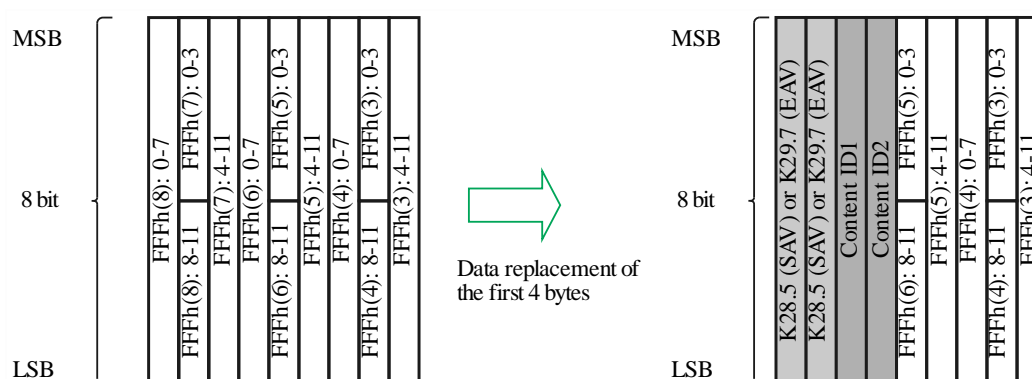 MSB
8 bit
LSB
FFFh(8): 0-7
FFFh(7): 0-3
FFFh(8): 8-11
FFFh(7): 4-11
FFFh(6): 0-7
FFFh(5): 0-3
FFFh(6): 8-11
FFFh(5): 4-11
FFFh(4): 0-7
FFFh(3): 0-3
FFFh(4): 8-11
FFFh(3): 4-11
Data replacement of
the first 4 bytes
MSB
8 bit
LSB
K28.5 (SAV) or K29.7 (EAV)
K28.5 (SAV) or K29.7 (EAV)
Content ID1
Content ID2
FFFh(5): 0-3
FFFh(6): 8-11
FFFh(5): 4-11
FFFh(4): 0-7
FFFh(3): 0-3
FFFh(4): 8-11
FFFh(3): 4-11